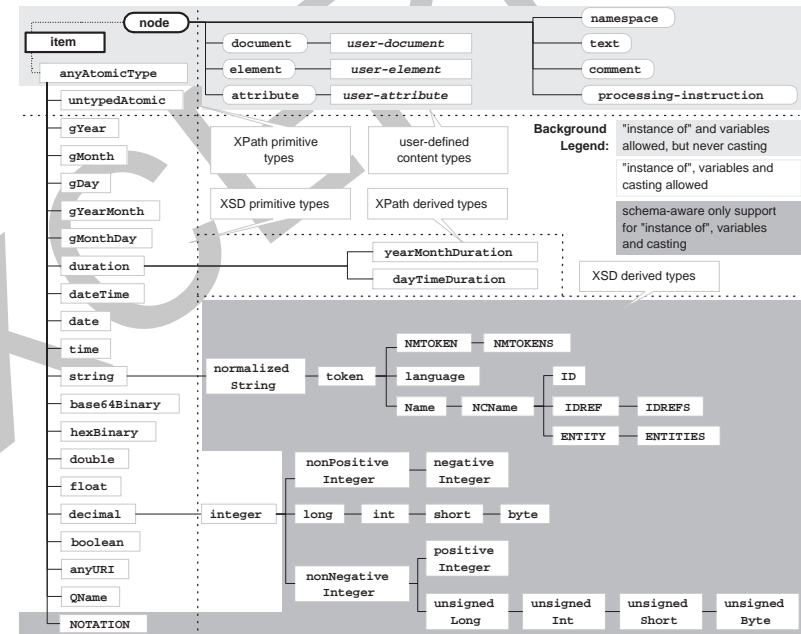 node
namespace
item
document
user-document
text
element
user-element
comment
anyAtomicType
attribute
user-attribute
processing-instruction
untypedAtomic
gYear
XPath primitive
types
user-defined
content types
Background
Legend:
"instance of" and variables
allowed, but never casting
gMonth
"instance of", variables and
casting allowed
gDay
XSD primitive types
XPath derived types
schema-aware only support
for "instance of", variables
and casting
gYearMonth
gMonthDay
yearMonthDuration
duration
dayTimeDuration
XSD derived types
dateTime
date
time
NMTOKEN
NMTOKENS
string
normalized
String
token
language
ID
base64Binary
Name
NCName
IDREF
IDREFS
hexBinary
ENTITY
ENTITIES
double
nonPositive
Integer
negative
Integer
float
decimal
integer
long
int
short
byte
boolean
positive
Integer
anyURI
nonNegative
Integer
QName
unsigned
Long
unsigned
Int
unsigned
Short
unsigned
Byte
NOTATION